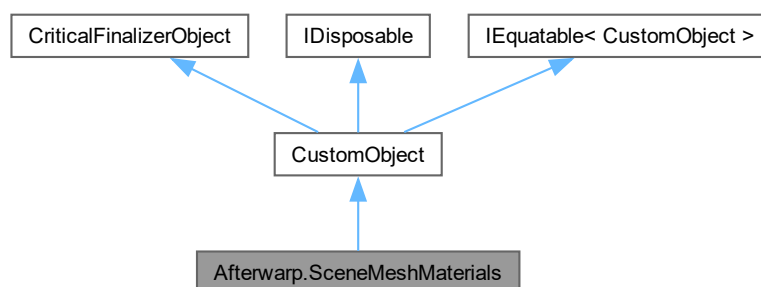 CriticalFinalizerObject
IDisposable
IEquatable< CustomObject >
CustomObject
Afterwarp.SceneMeshMaterials